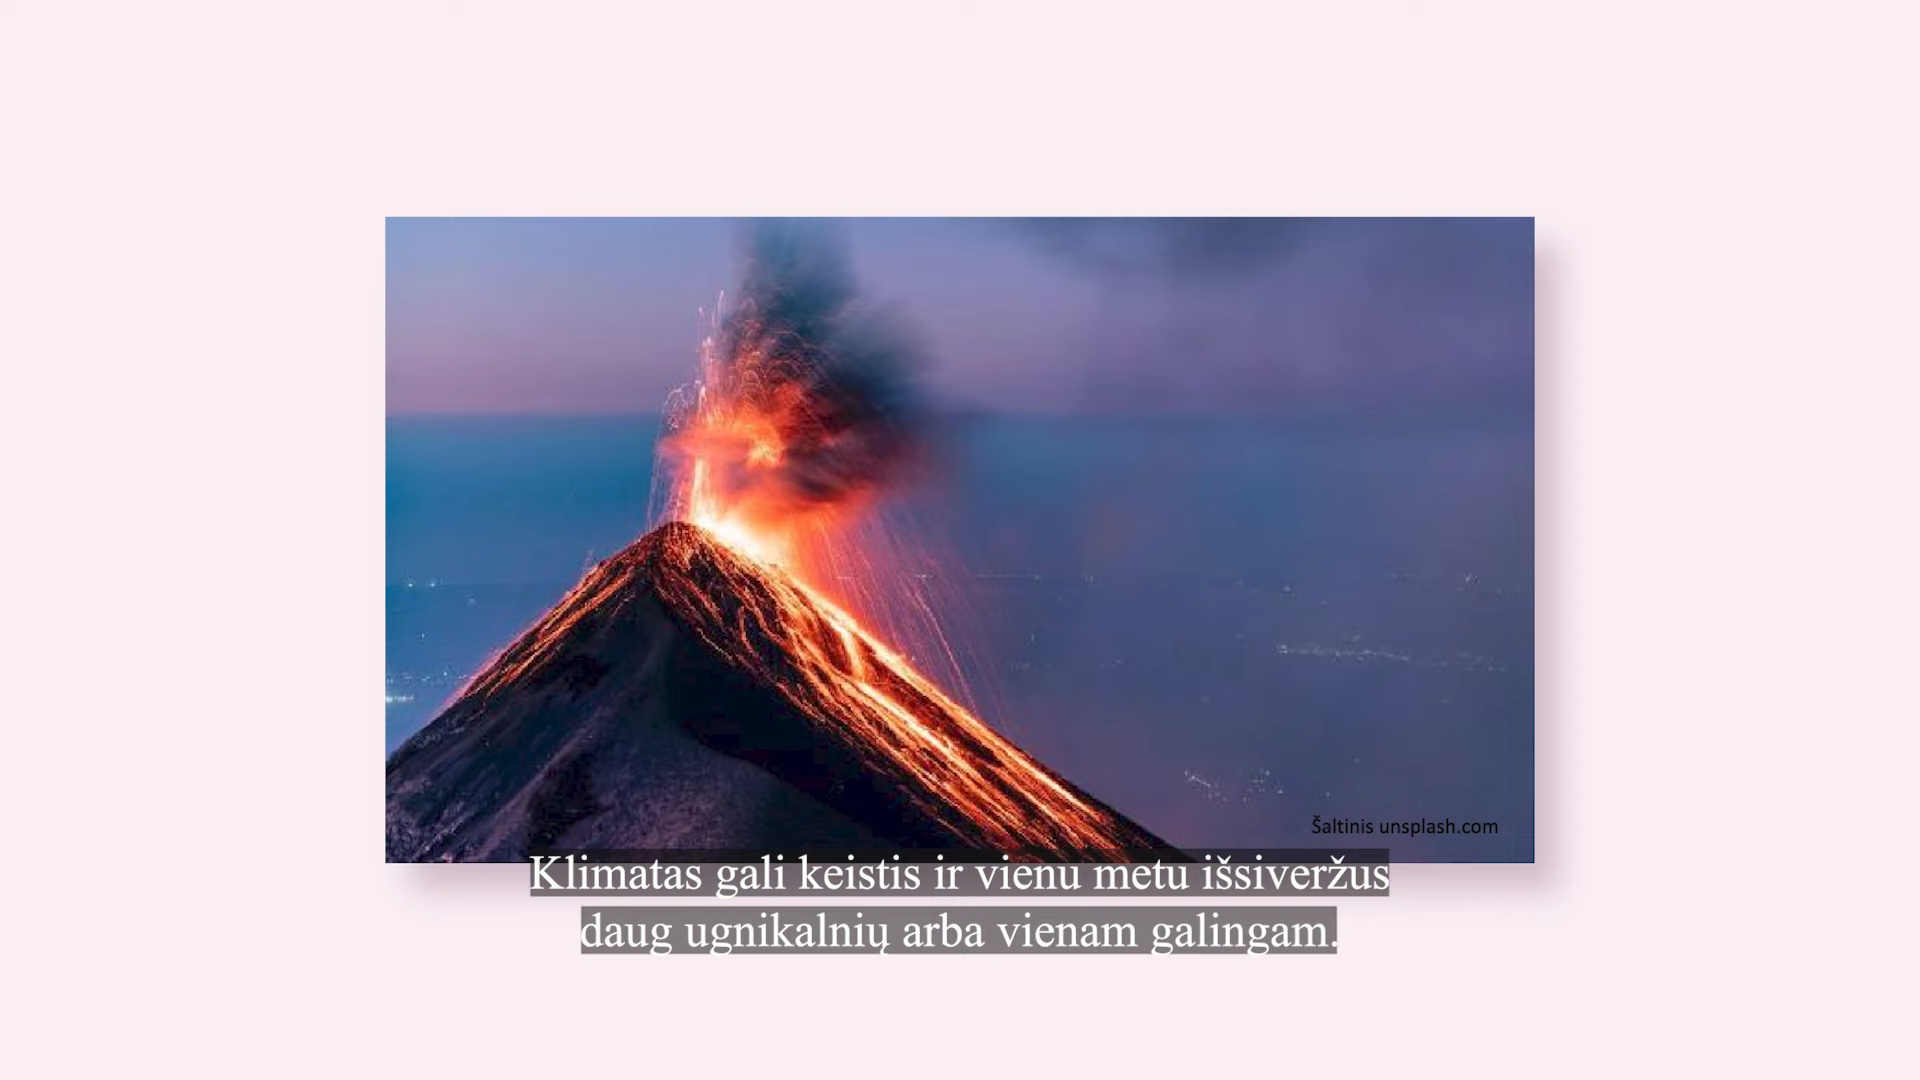 Šaltinis unsplash.com
Klimatas gali keistis ir vienu metu išsiveržus
daug ugnikalnių arba vienam galingam.